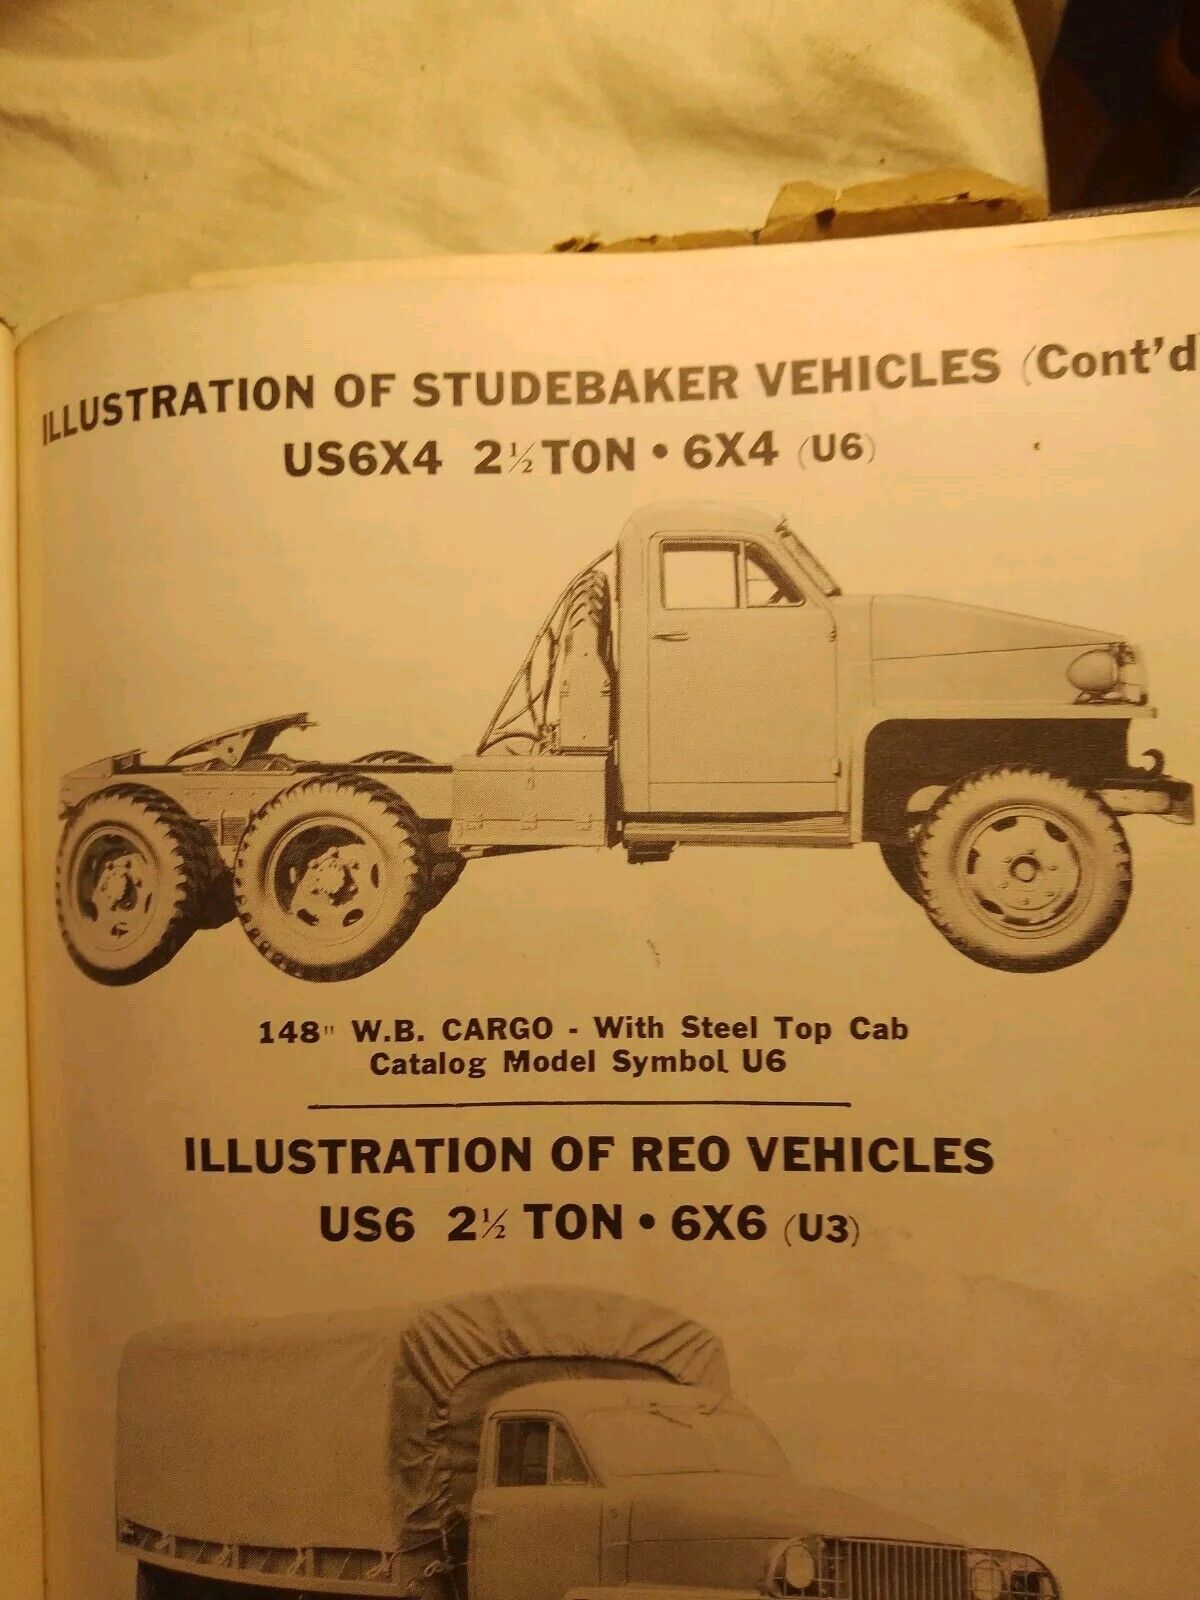 ILLUSTRATION OF STUDEBAKER VEHICLES (Cont'd
US6X4 2½ TON • 6X4 (U6)
148" W.B. CARGO - With Steel Top Cab
Catalog Model Symbol U6
ILLUSTRATION OF REO VEHICLES
US6 2½ TON • 6X6 (U3)